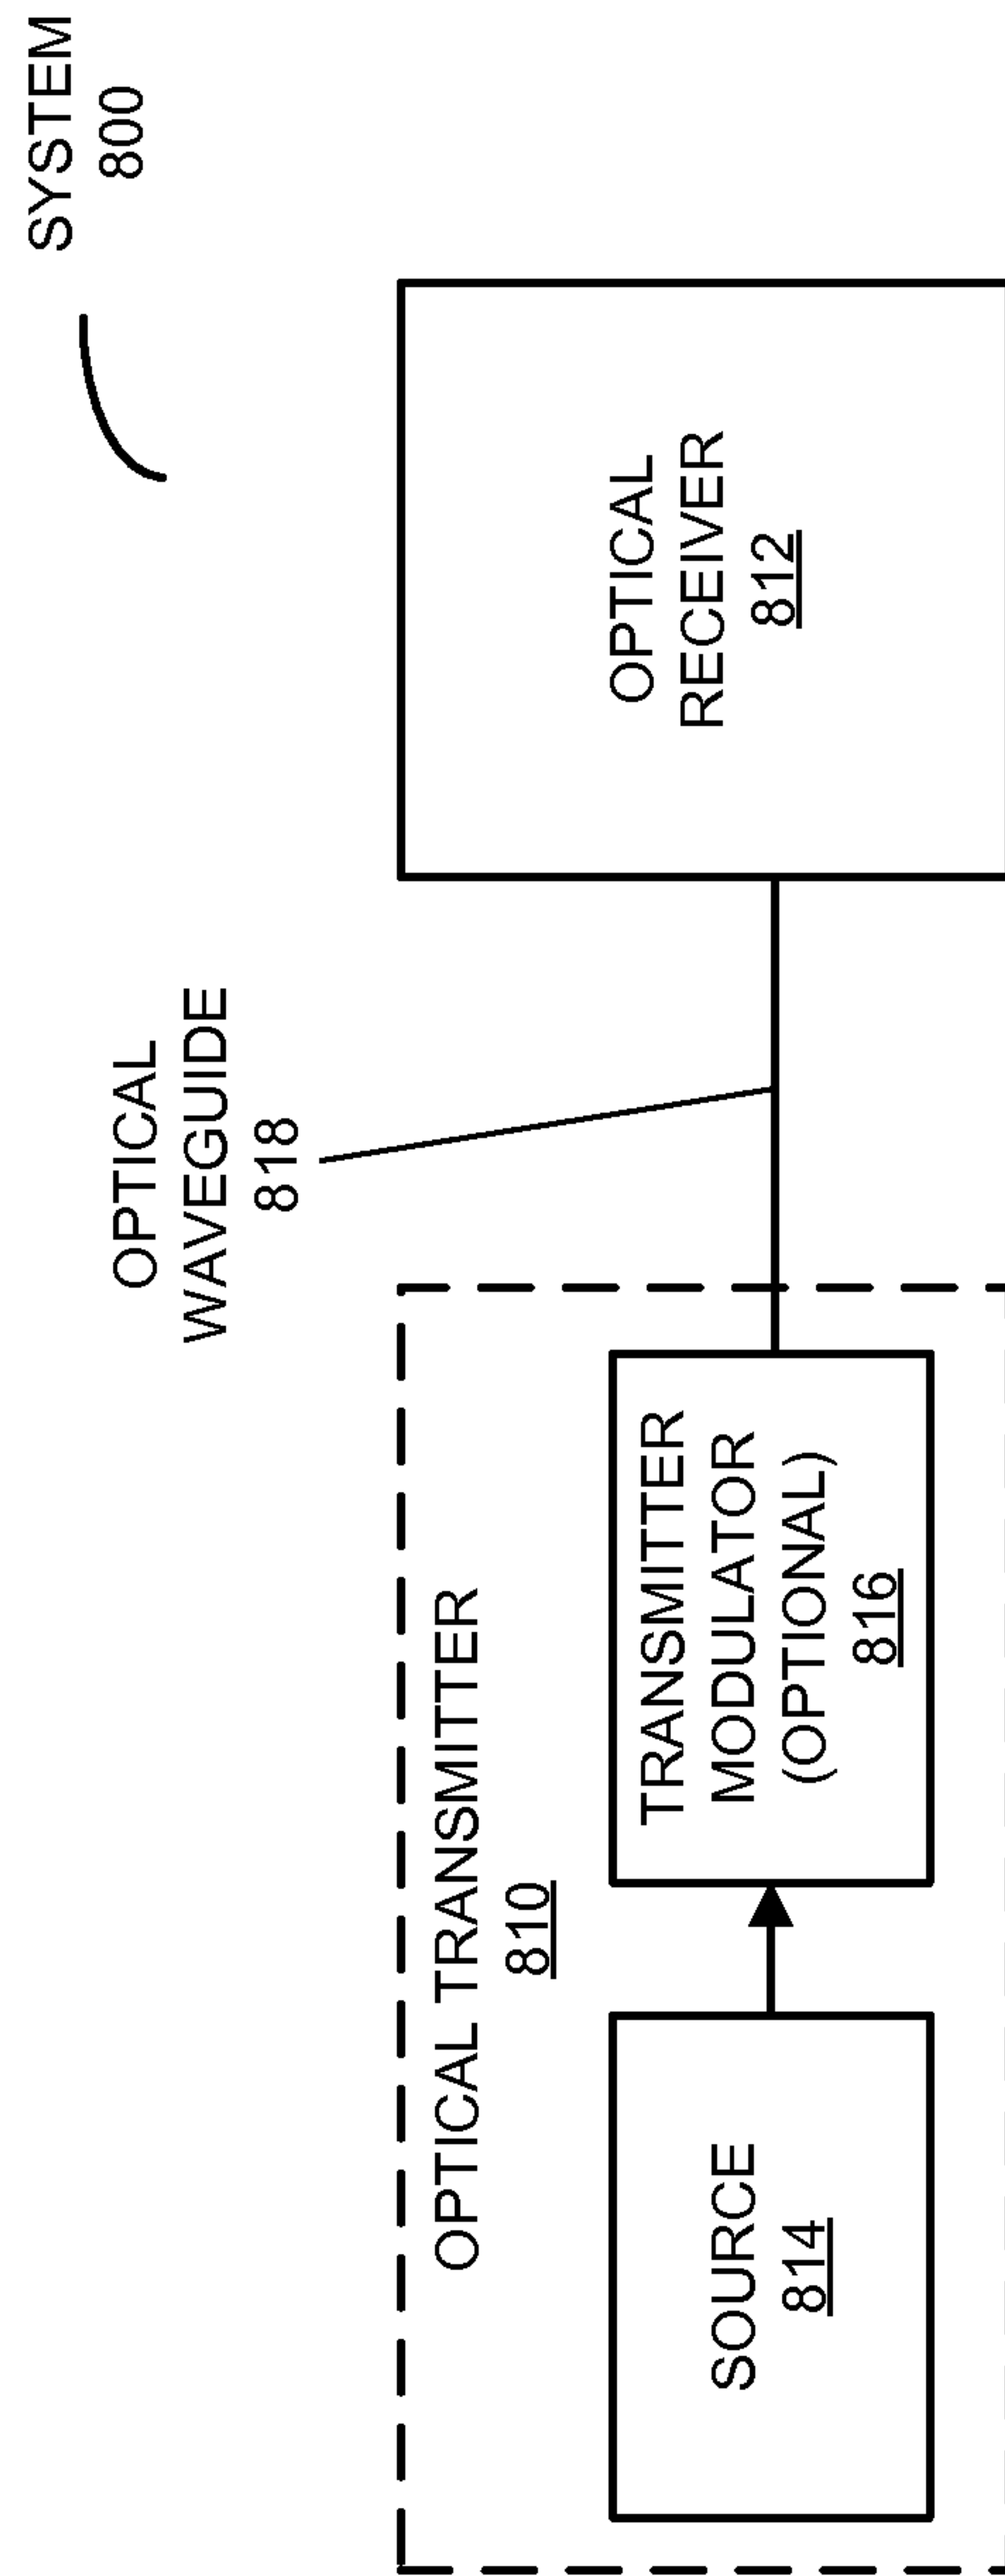 SYSTEM
800
OPTICAL
WAVEGUIDE
818
OPTICAL TRANSMITTER
810
SOURCE
814
TRANSMITTER
MODULATOR
(OPTIONAL)
816
OPTICAL
RECEIVER
812